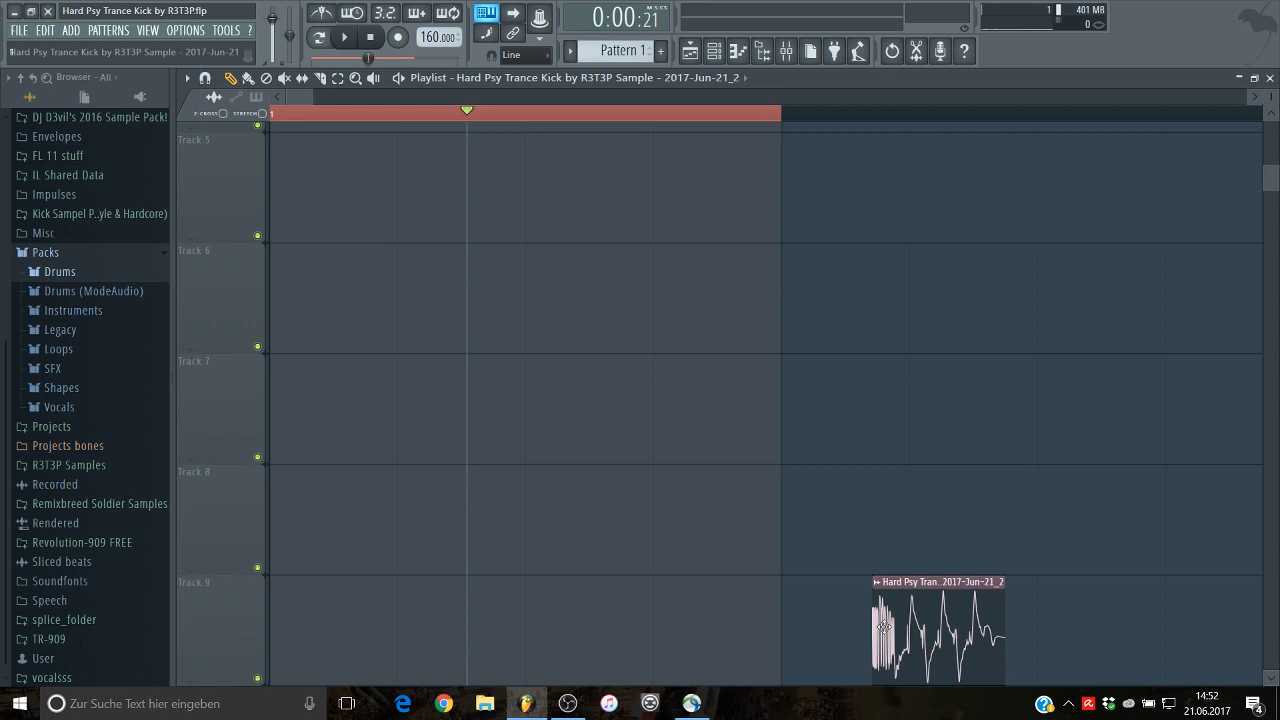 Hard Psy Trance Kick by R3T3P.flp
FILE EDIT ADD PATTERNS VIEW OPTIONS TOOLS ?
Hard Psy Trance Kick by R3T3P Sample - 2017-Jun-21
3.2
160.000
Line
0:00:21
M:S:CS
Pattern 1
+
1
401 MB
0
?
Browser - All
Playlist - Hard Psy Trance Kick by R3T3P Sample - 2017-Jun-21_2
Z-CROSS
STRETCH
1
DJ D3vil's 2016 Sample Pack!
Envelopes
FL 11 stuff
IL Shared Data
Impulses
Kick Sampel P..yle & Hardcore)
Misc
Packs
Drums
Drums (ModeAudio)
Instruments
Legacy
Loops
SFX
Shapes
Vocals
Projects
Projects bones
R3T3P Samples
Recorded
Remixbreed Soldier Samples
Rendered
Revolution-909 FREE
Sliced beats
Soundfonts
Speech
splice_folder
TR-909
User
vocalsss
Track 5
Track 6
Track 7
Track 8
Track 9
Hard Psy Tran..2017-Jun-21_2
Zur Suche Text hier eingeben
14:52
21.06.2017
4